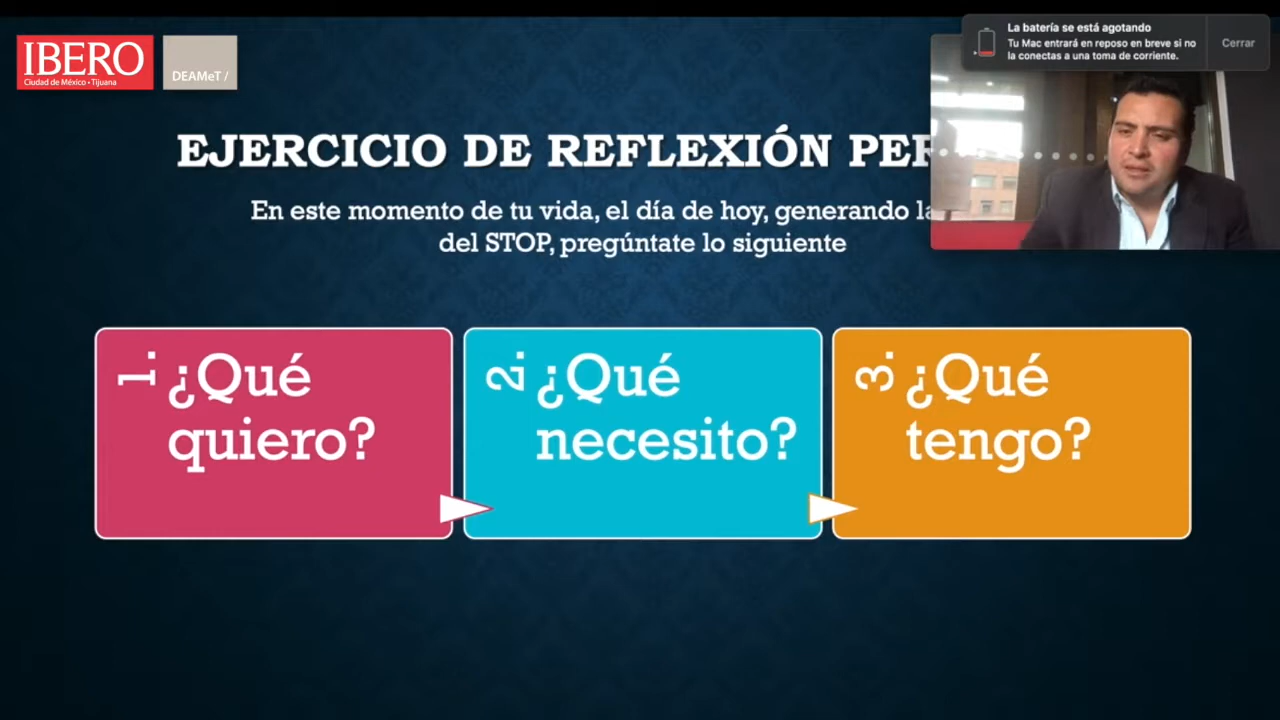 IBERO
Ciudad de México • Tijuana
DEAMeT /
La batería se está agotando
Tu Mac entrará en reposo en breve si no
la conectas a una toma de corriente.
Cerrar
EJERCICIO DE REFLEXIÓN
En este momento de tu vida, el día de hoy, generando
del STOP, pregúntate lo siguiente
1. ¿Qué
quiero?
2. ¿Qué
necesito?
3. ¿Qué
tengo?